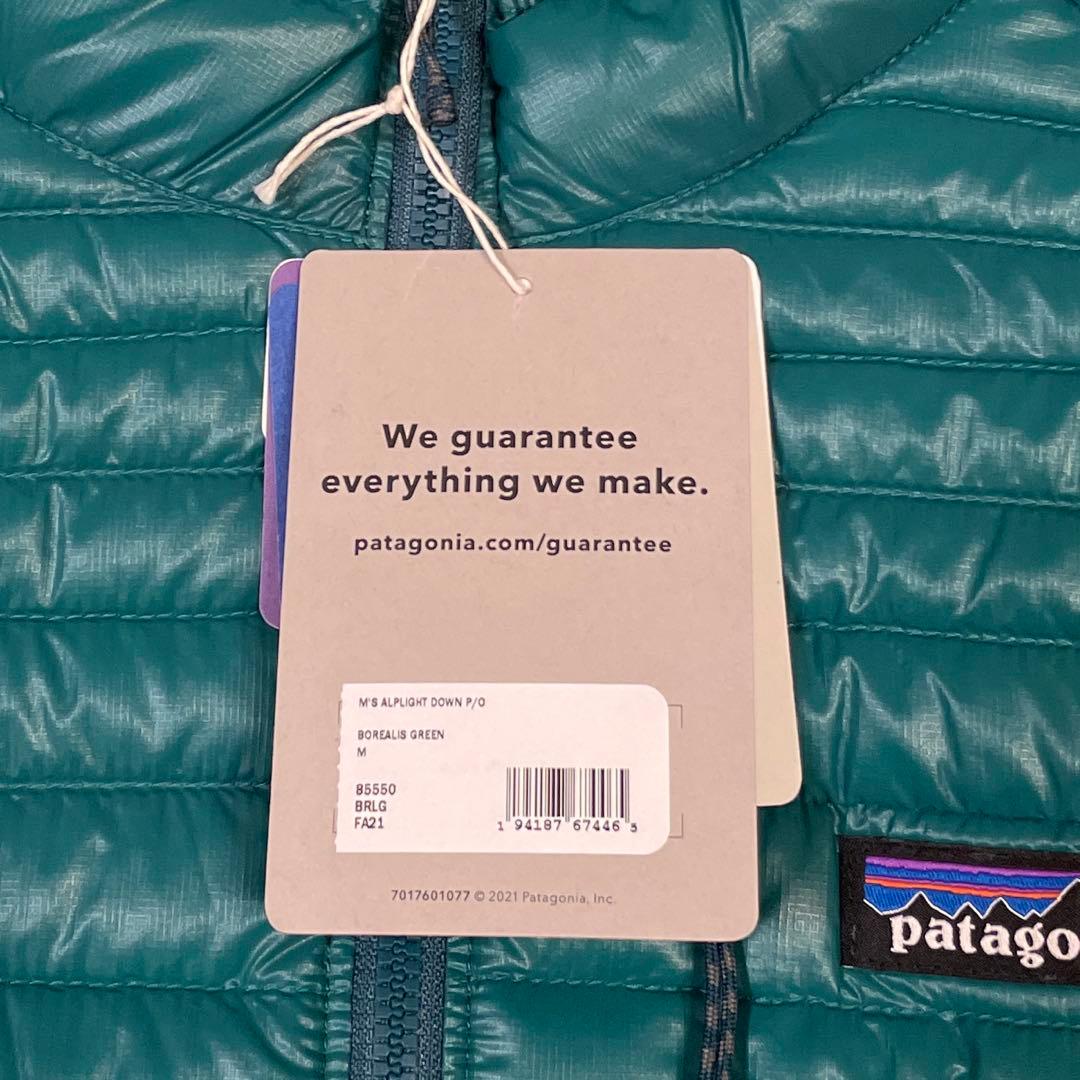 We guarantee
everything we make.
patagonia.com/guarantee
M'S ALPLIGHT DOWN P/O
BOREALIS GREEN
M
85550
BRLG
FA21
1 94187 67446 5
7017601077 © 2021 Patagonia, Inc.
patago